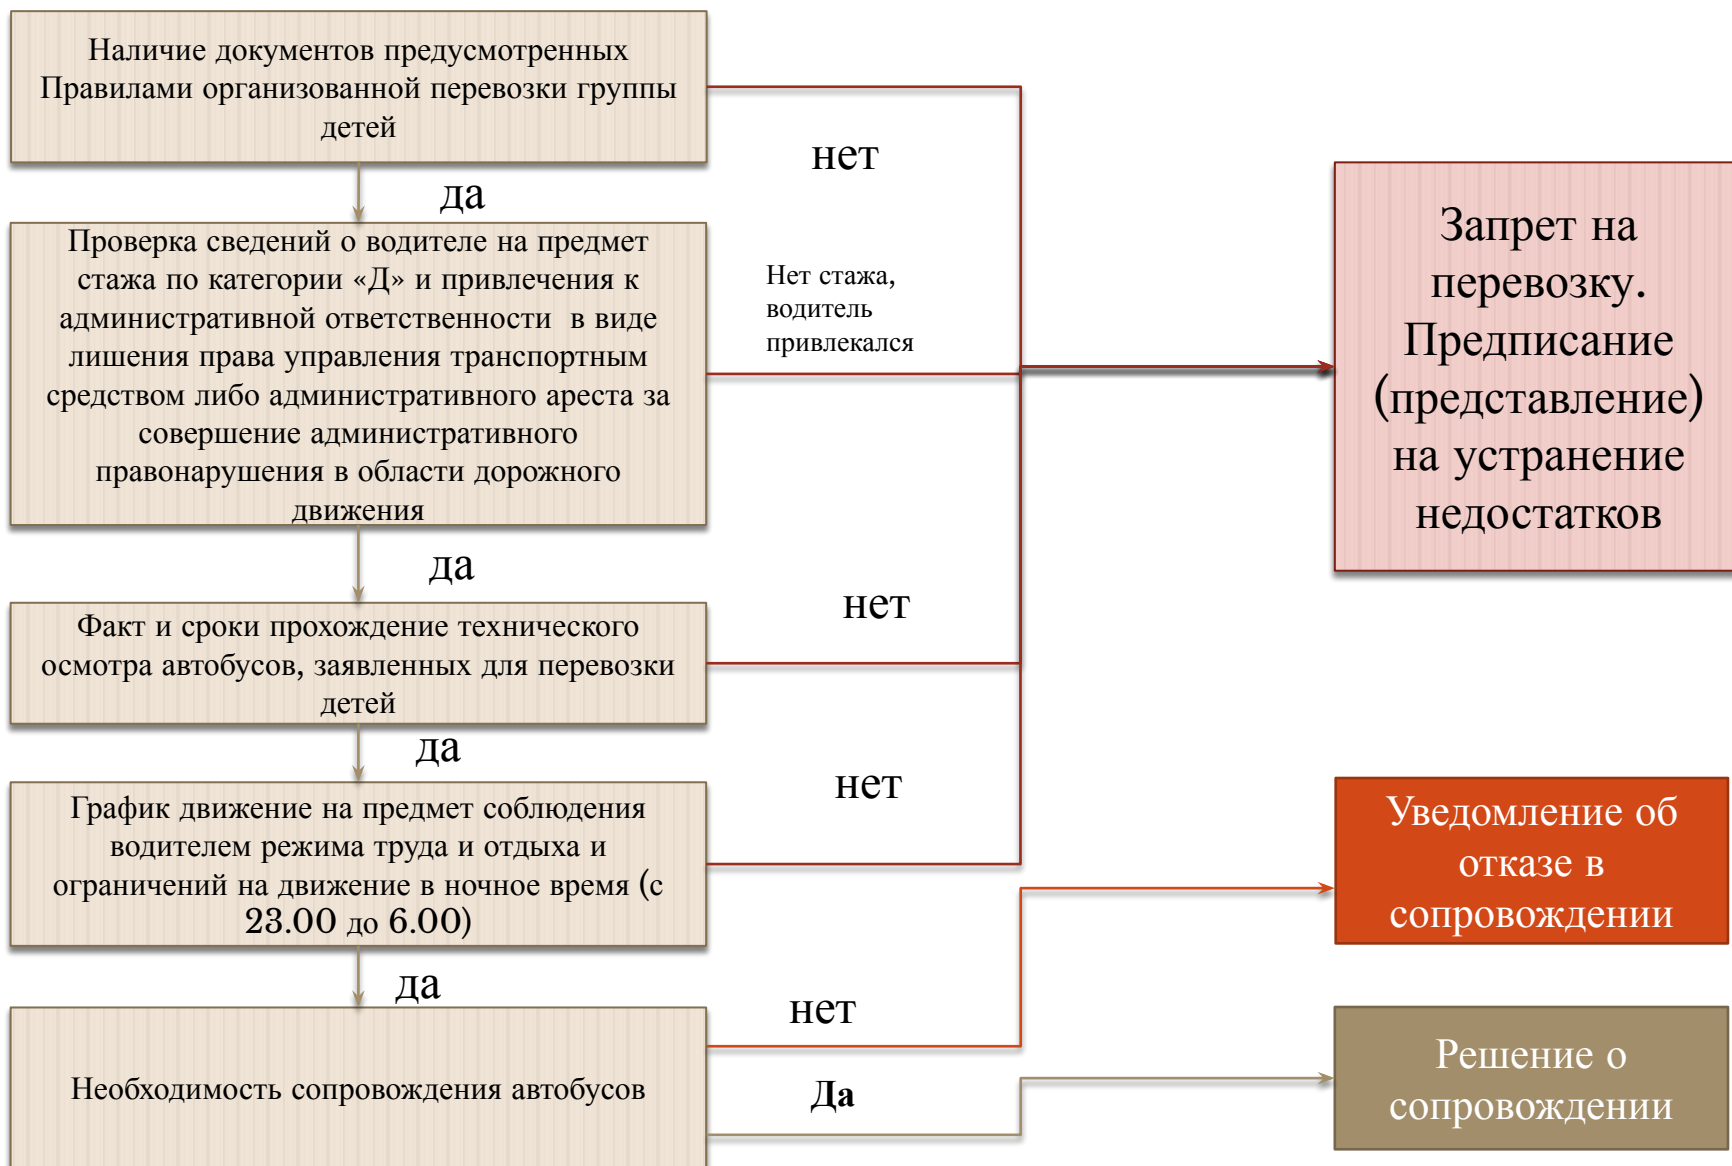 Наличие документов предусмотренных
Правилами организованной перевозки группы
детей
нет
да
Проверка сведений о водителе на предмет
стажа по категории «Д» и привлечения к
административной ответственности в виде
лишения права управления транспортным
средством либо административного ареста за
совершение административного
правонарушения в области дорожного
движения
Нет стажа,
водитель
привлекался
Запрет на
перевозку.
Предписание
(представление)
на устранение
недостатков
да
Факт и сроки прохождение технического
осмотра автобусов, заявленных для перевозки
детей
нет
да
График движение на предмет соблюдения
водителем режима труда и отдыха и
ограничений на движение в ночное время (с
23.00 до 6.00)
нет
Уведомление об
отказе в
сопровождении
да
Необходимость сопровождения автобусов
нет
Да
Решение о
сопровождении